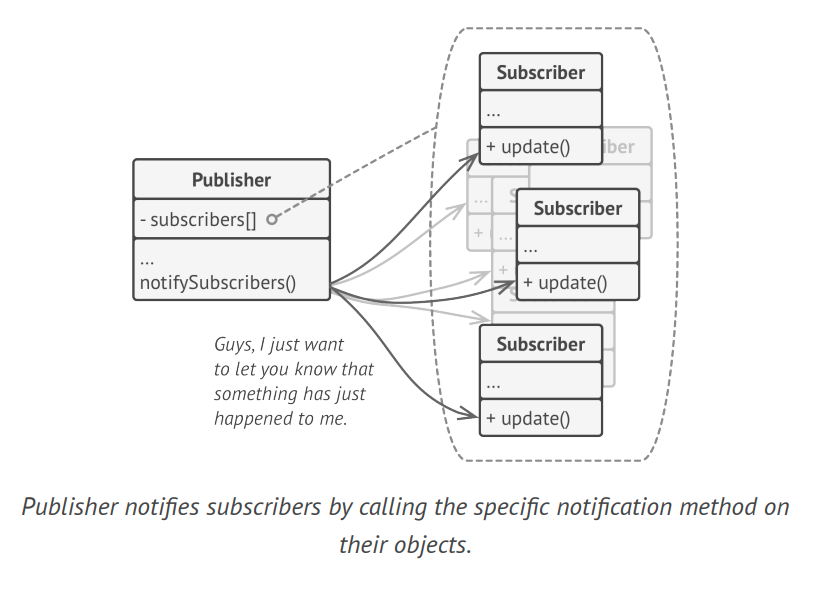 Subscriber
...
+ update()
Publisher
- subscribers[]
...
notifySubscribers()
Subscriber
...
+ update()
Guys, I just want
to let you know that
something has just
happened to me.
Subscriber
...
+ update()
Publisher notifies subscribers by calling the specific notification method on
their objects.